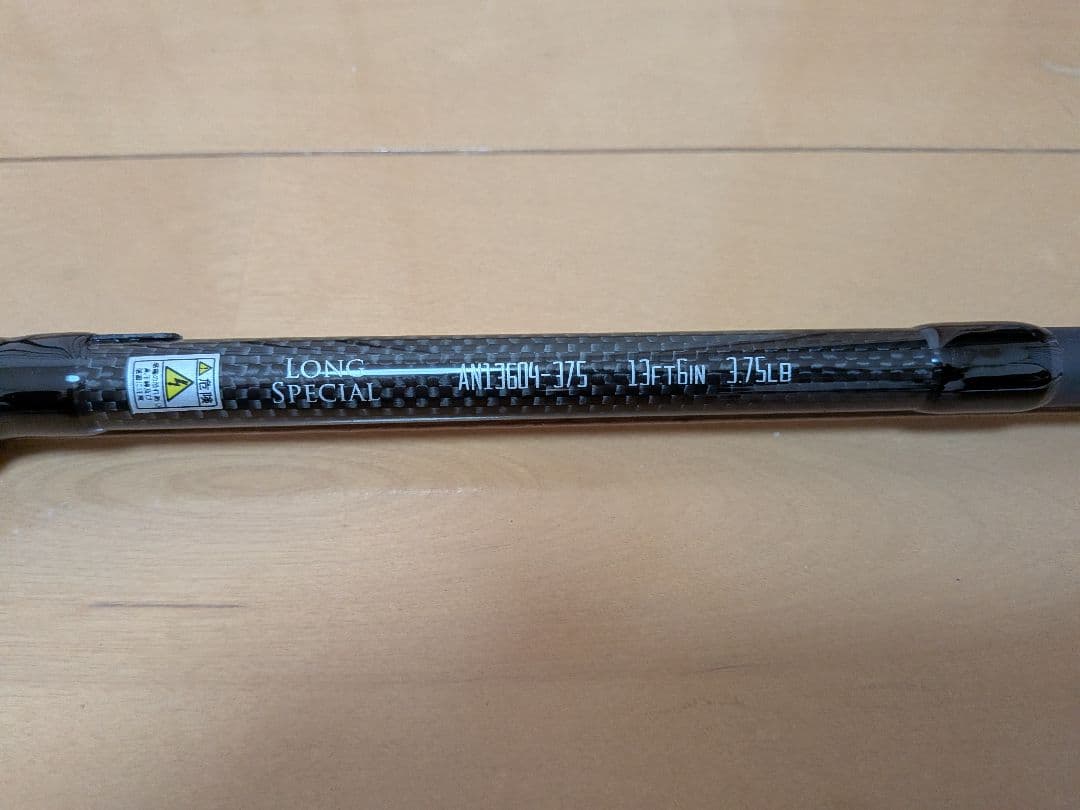 危険
LONG
SPECIAL
AN13604-375 13FT6IN 3.75LB